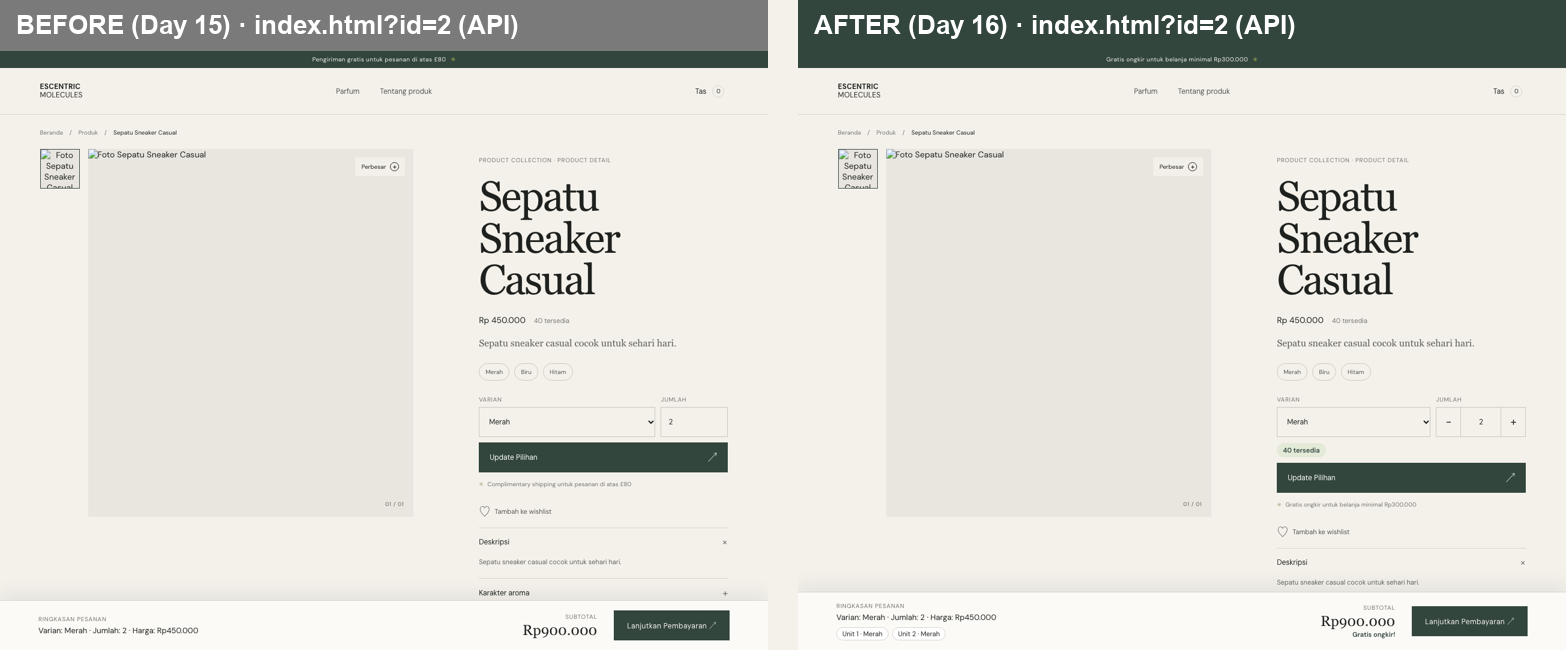 BEFORE (Day 15) · index.html?id=2 (API)
Pengiriman gratis untuk pesanan di atas £80
ESCENTRIC
MOLECULES
Parfum
Tentang produk
Tas 0
Beranda / Produk / Sepatu Sneaker Casual
Foto
Sepatu
Sneaker
Casual
Foto Sepatu Sneaker Casual
Perbesar +
01 / 01
PRODUCT COLLECTION · PRODUCT DETAIL
Sepatu
Sneaker
Casual
Rp 450.000 40 tersedia
Sepatu sneaker casual cocok untuk sehari hari.
Merah Biru Hitam
VARIAN JUMLAH
Merah 2
Update Pilihan ↗
Complimentary shipping untuk pesanan di atas £80
Tambah ke wishlist
Deskripsi ×
Sepatu sneaker casual cocok untuk sehari hari.
Karakter aroma +
RINGKASAN PESANAN
Varian: Merah · Jumlah: 2 · Harga: Rp450.000
SUBTOTAL
Rp900.000
Lanjutkan Pembayaran ↗
AFTER (Day 16) · index.html?id=2 (API)
Gratis ongkir untuk belanja minimal Rp300.000
ESCENTRIC
MOLECULES
Parfum
Tentang produk
Tas 0
Beranda / Produk / Sepatu Sneaker Casual
Foto
Sepatu
Sneaker
Casual
Foto Sepatu Sneaker Casual
Perbesar +
01 / 01
PRODUCT COLLECTION · PRODUCT DETAIL
Sepatu
Sneaker
Casual
Rp 450.000 40 tersedia
Sepatu sneaker casual cocok untuk sehari hari.
Merah Biru Hitam
VARIAN JUMLAH
Merah − 2 +
40 tersedia
Update Pilihan ↗
Gratis ongkir untuk belanja minimal Rp300.000
Tambah ke wishlist
Deskripsi ×
Sepatu sneaker casual cocok untuk sehari hari.
RINGKASAN PESANAN
Varian: Merah · Jumlah: 2 · Harga: Rp450.000
Unit 1 · Merah Unit 2 · Merah
SUBTOTAL
Rp900.000
Gratis ongkir!
Lanjutkan Pembayaran ↗